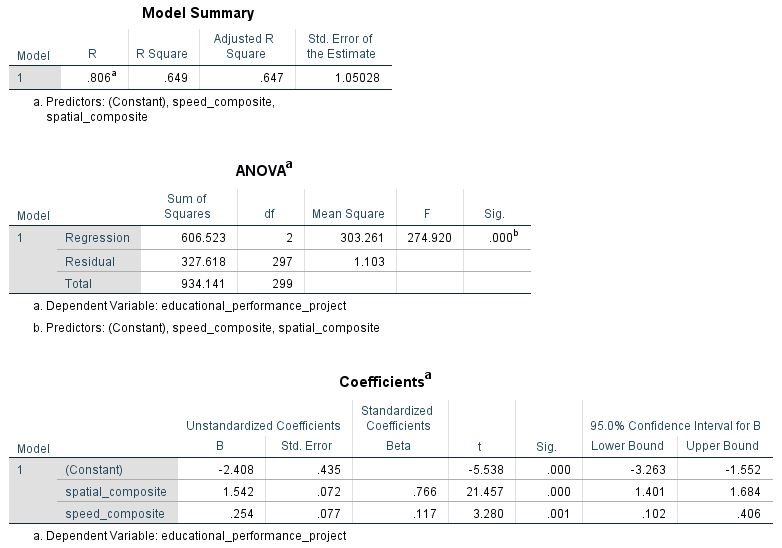 Model Summary
Model R R Square Adjusted R Square Std. Error of the Estimate
1 .806a .649 .647 1.05028
a. Predictors: (Constant), speed_composite,
spatial_composite
ANOVAa
Model Sum of Squares df Mean Square F Sig.
1 Regression 606.523 2 303.261 274.920 .000b
Residual 327.618 297 1.103
Total 934.141 299
a. Dependent Variable: educational_performance_project
b. Predictors: (Constant), speed_composite, spatial_composite
Coefficientsa
Unstandardized Coefficients Standardized Coefficients 95.0% Confidence Interval for B
Model B Std. Error Beta t Sig. Lower Bound Upper Bound
1 (Constant) -2.408 .435 -5.538 .000 -3.263 -1.552
spatial_composite 1.542 .072 .766 21.457 .000 1.401 1.684
speed_composite .254 .077 .117 3.280 .001 .102 .406
a. Dependent Variable: educational_performance_project